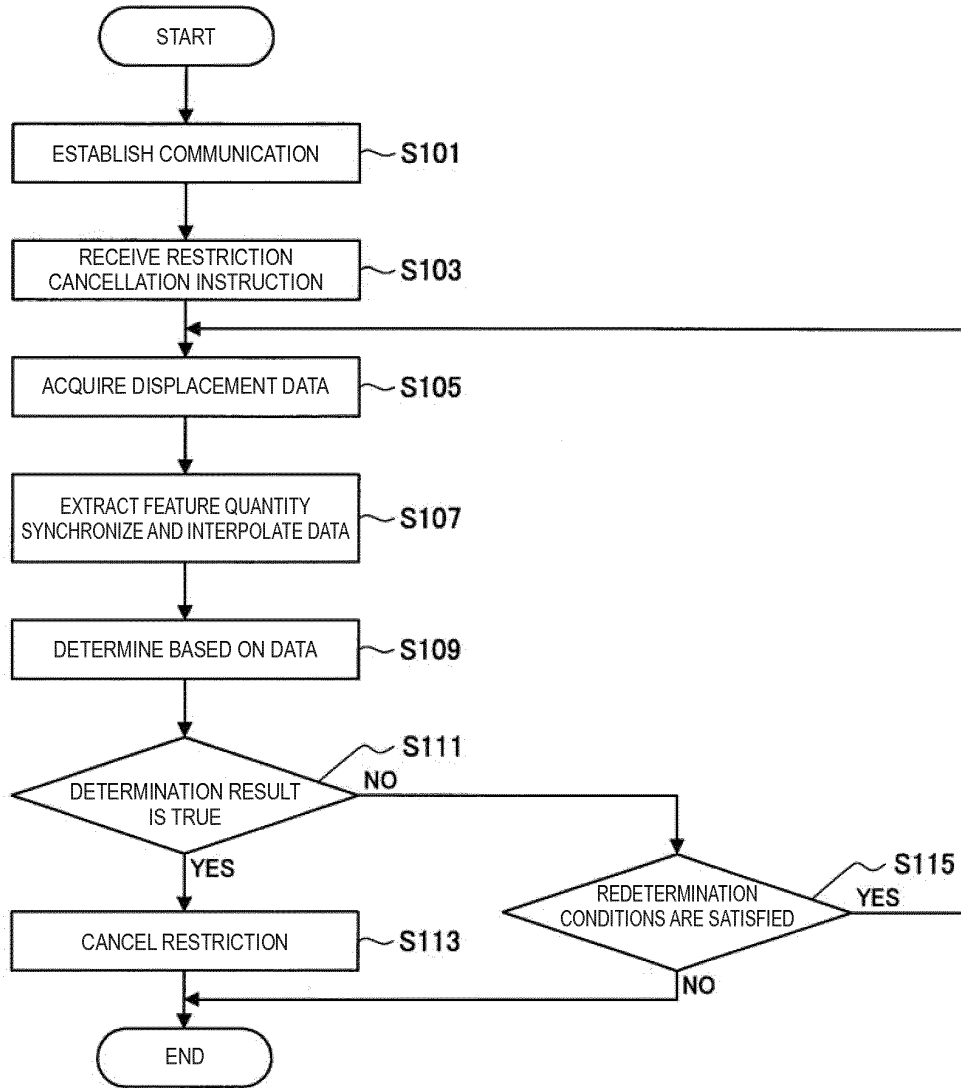 START
ESTABLISH COMMUNICATION
S101
RECEIVE RESTRICTION
CANCELLATION INSTRUCTION
S103
ACQUIRE DISPLACEMENT DATA
S105
EXTRACT FEATURE QUANTITY
SYNCHRONIZE AND INTERPOLATE DATA
S107
DETERMINE BASED ON DATA
S109
S111
DETERMINATION RESULT
IS TRUE
NO
YES
S115
REDETERMINATION
CONDITIONS ARE SATISFIED
YES
NO
CANCEL RESTRICTION
S113
END